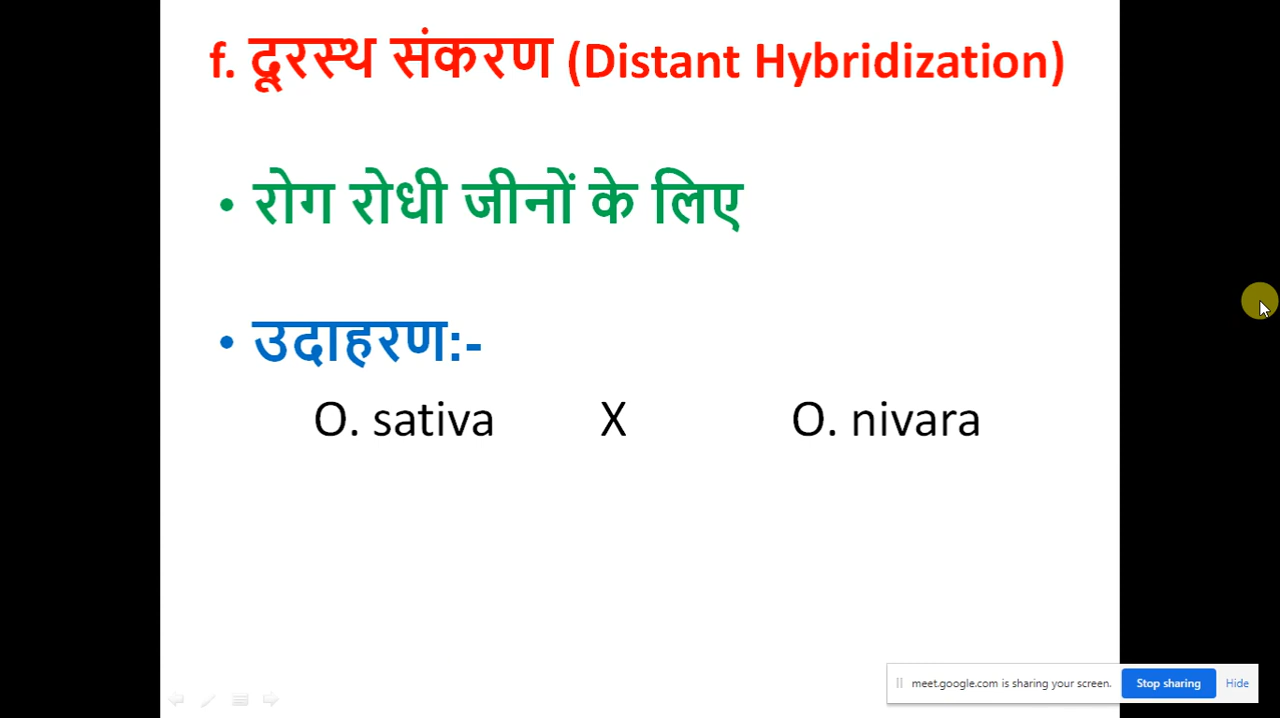 f. दूरस्थ संकरण (Distant Hybridization)
• रोग रोधी जीनों के लिए
• उदाहरण:-
O. sativa X O. nivara
meet.google.com is sharing your screen. Stop sharing Hide